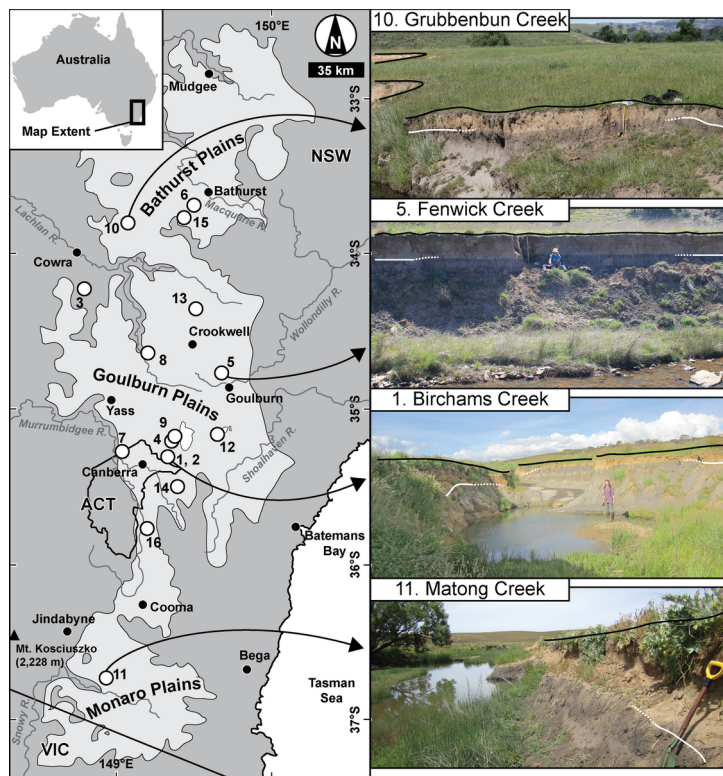 Australia
Map Extent
150°E
N
35 km
Mudgee
33°S
NSW
Bathurst Plains
Bathurst
6
15
Macquarie R.
10
Lachlan R.
34°S
Cowra
3
13
Wollondilly R.
Crookwell
8
5
Goulburn Plains
Goulburn
Yass
35°S
Murrumbidgee R.
9
4
12
7
1, 2
Shoalhaven R.
Canberra
14
ACT
16
Batemans
Bay
36°S
Cooma
Jindabyne
Mt. Kosciuszko
(2,228 m)
Bega
11
Monaro Plains
Tasman
Sea
Snowy R.
37°S
VIC
149°E
10. Grubbenbun Creek
5. Fenwick Creek
1. Birchams Creek
11. Matong Creek